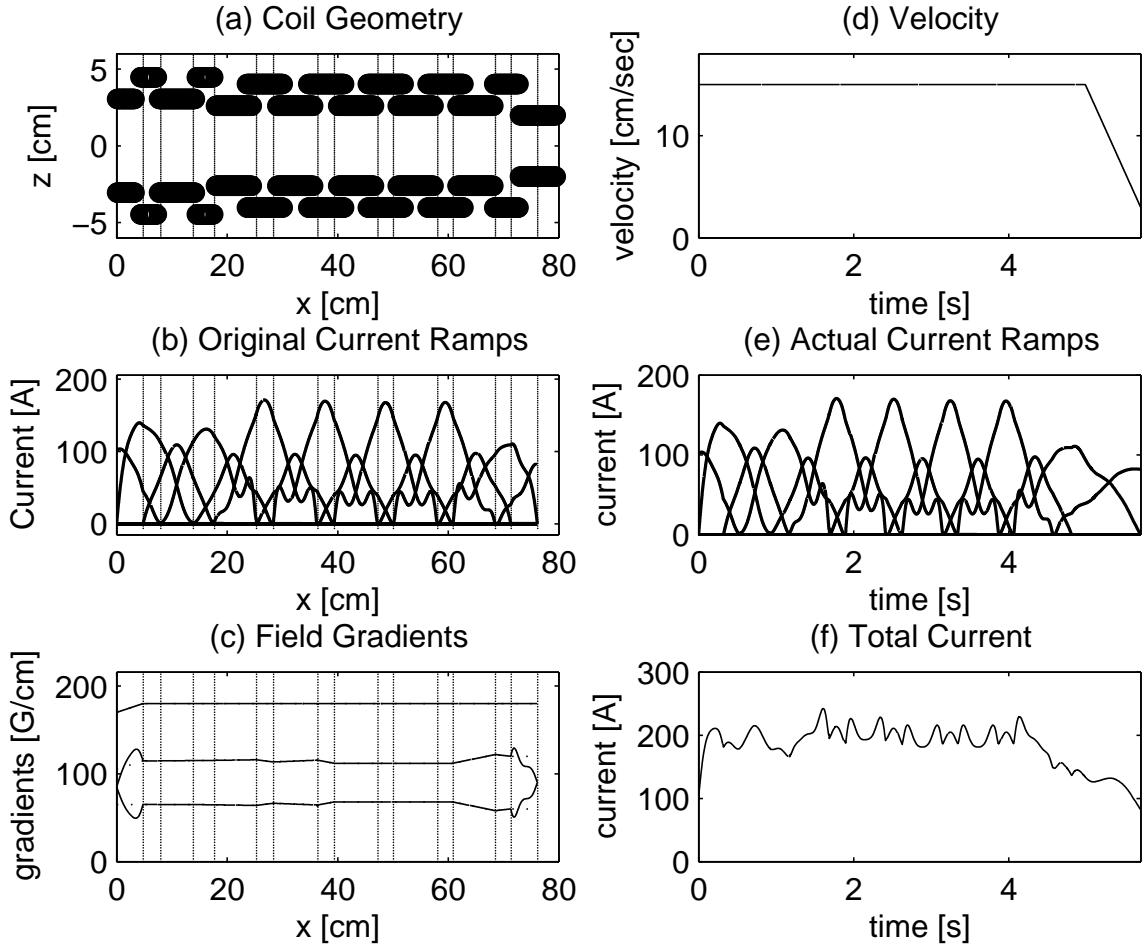 (a) Coil Geometry
5
0
−5
z [cm]
0 20 40 60 80
x [cm]
(d) Velocity
10
0
velocity [cm/sec]
0 2 4
time [s]
(b) Original Current Ramps
200
100
0
Current [A]
0 20 40 60 80
x [cm]
(e) Actual Current Ramps
200
100
0
current [A]
0 2 4
time [s]
(c) Field Gradients
200
100
0
gradients [G/cm]
0 20 40 60 80
x [cm]
(f) Total Current
300
200
100
0
current [A]
0 2 4
time [s]